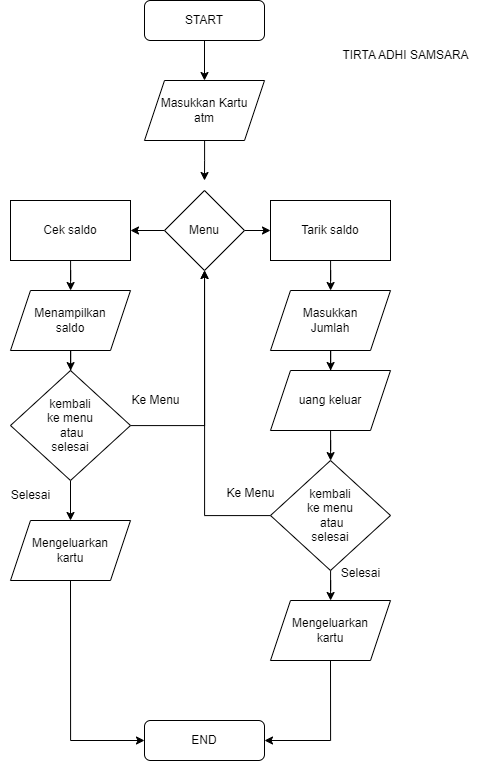 START
TIRTA ADHI SAMSARA
Masukkan Kartu
atm
Cek saldo
Menu
Tarik saldo
Menampilkan
saldo
Masukkan
Jumlah
kembali
ke menu
atau
selesai
Ke Menu
uang keluar
Selesai
Ke Menu
kembali
ke menu
atau
selesai
Mengeluarkan
kartu
Selesai
Mengeluarkan
kartu
END